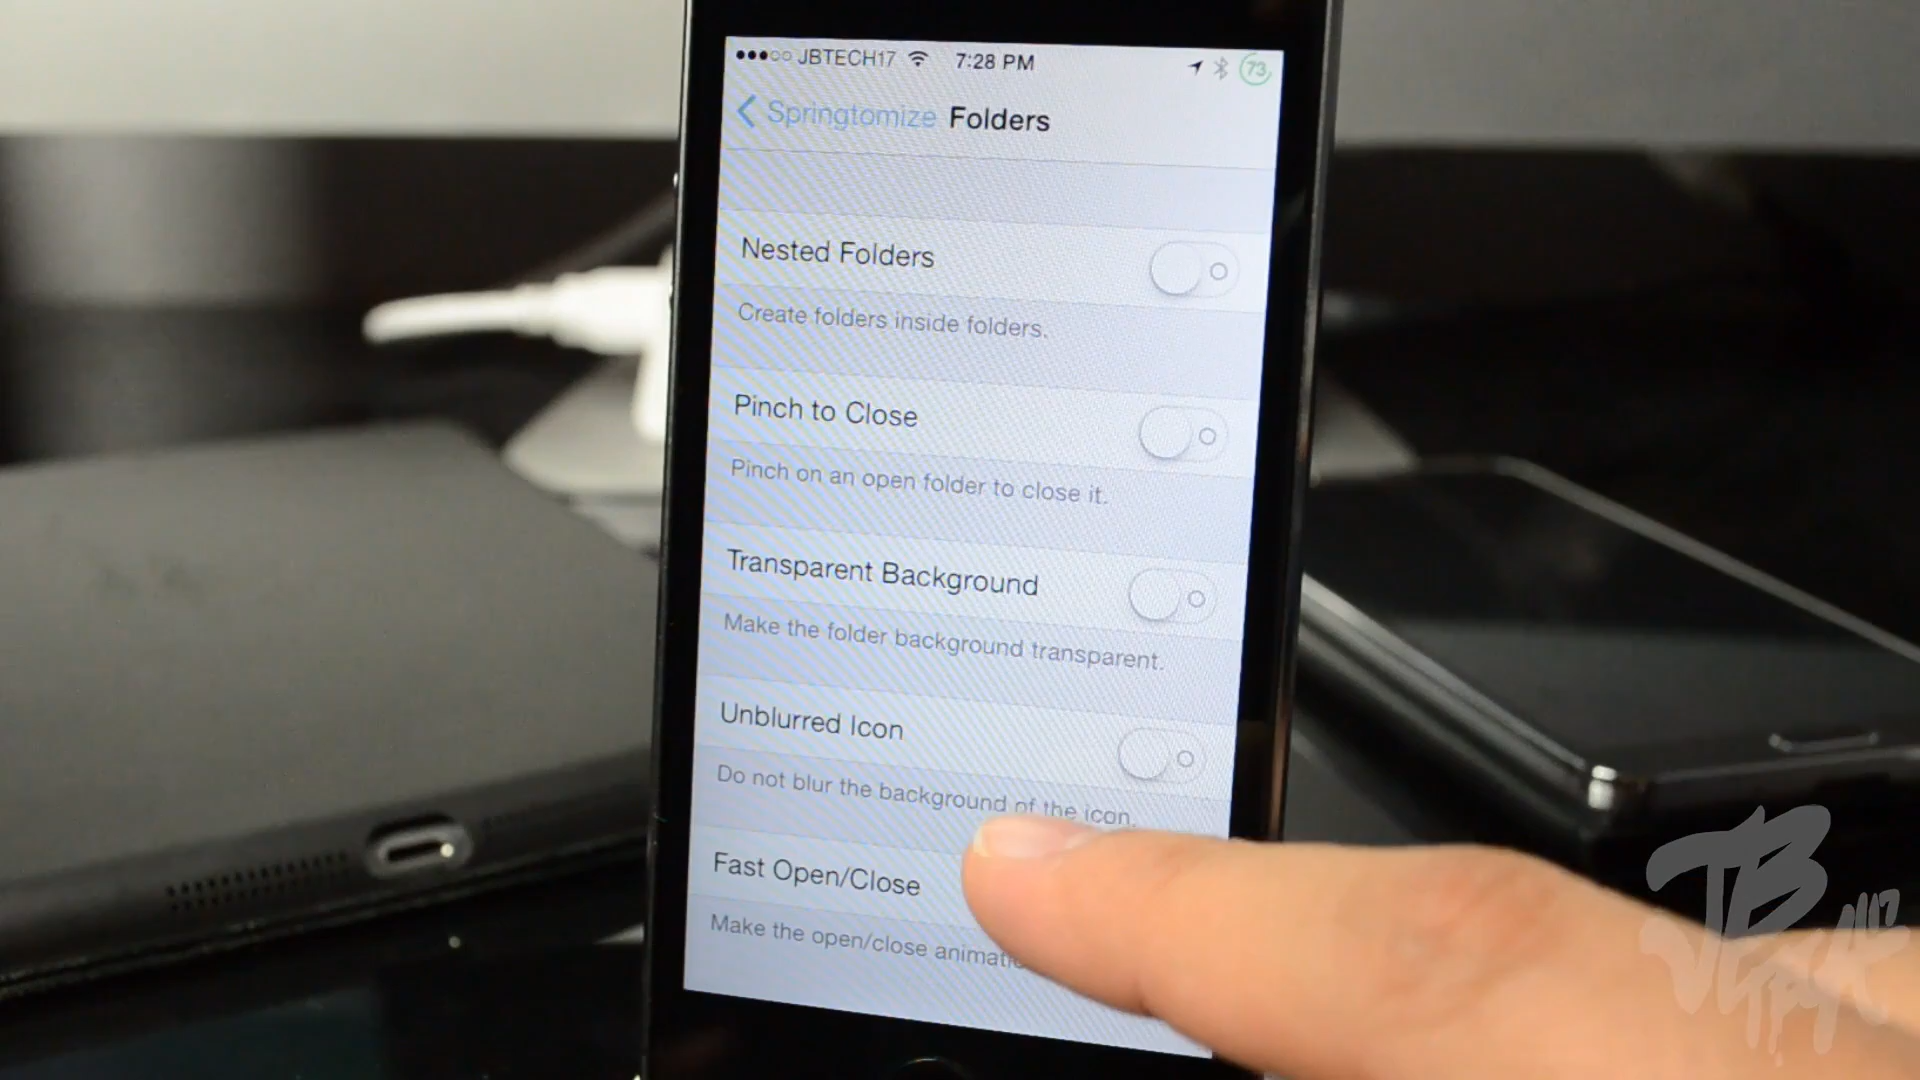 JBTECH17 7:28 PM 73
Springtomize Folders
Nested Folders
Create folders inside folders.
Pinch to Close
Pinch on an open folder to close it.
Transparent Background
Make the folder background transparent.
Unblurred Icon
Do not blur the background of the icon.
Fast Open/Close
Make the open/close
JB